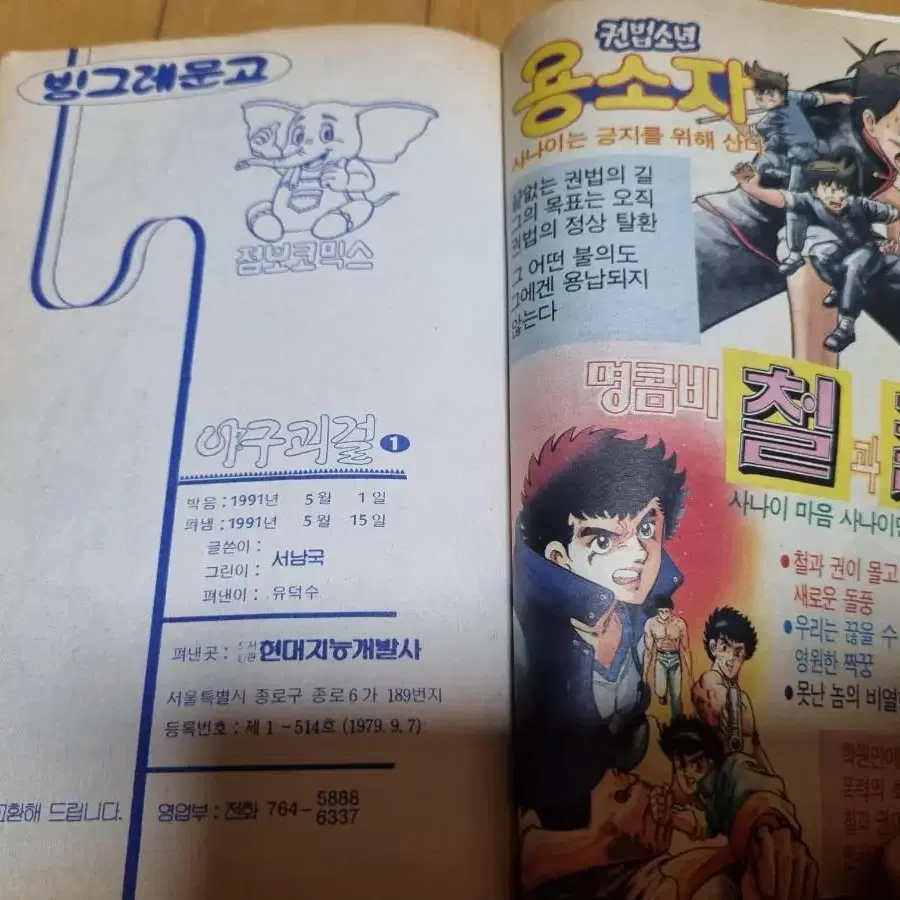 빙그레문고
점보코믹스
야구괴걸 1
박음 : 1991년 5월 1일
펴냄 : 1991년 5월 15일
글쓴이 :
그린이 : 서남국
펴낸이 : 유덕수
펴낸곳 : 현대지능개발사
서울특별시 종로구 종로6가 189번지
등록번호 : 제 1-514호 (1979.9.7)
교환해 드립니다.
영업부 : 전화 764-5888
6337
권법소년
용소자
사나이는 긍지를 위해 산다
끝없는 권법의 길
그의 목표는 오직
권법의 정상 탈환
그 어떤 불의도
그에겐 용납되지
않는다
명콤비
철과
사나이 마음 사나이만
●철과 권이 몰고
새로운 돌풍
●우리는 끊을 수
영원한 짝꿍
●못난 놈의 비열
폭력의
철과